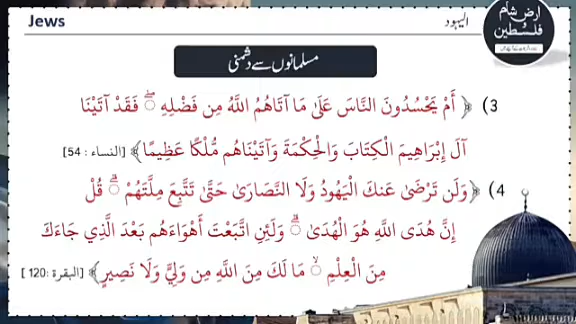 Jews
اليهود
ارض شام
فلسطین
مسلمانوں سے دشمنی
3) ﴿أَمْ يَحْسُدُونَ النَّاسَ عَلَىٰ مَا آتَاهُمُ اللَّهُ مِن فَضْلِهِ ۖ فَقَدْ آتَيْنَا
آلَ إِبْرَاهِيمَ الْكِتَابَ وَالْحِكْمَةَ وَآتَيْنَاهُم مُّلْكًا عَظِيمًا﴾ [النساء : 54]
4) ﴿وَلَن تَرْضَىٰ عَنكَ الْيَهُودُ وَلَا النَّصَارَىٰ حَتَّىٰ تَتَّبِعَ مِلَّتَهُمْ ۗ قُلْ
إِنَّ هُدَى اللَّهِ هُوَ الْهُدَىٰ ۗ وَلَئِنِ اتَّبَعْتَ أَهْوَاءَهُم بَعْدَ الَّذِي جَاءَكَ
مِنَ الْعِلْمِ ۙ مَا لَكَ مِنَ اللَّهِ مِن وَلِيٍّ وَلَا نَصِيرٍ﴾ [البقرة :120]